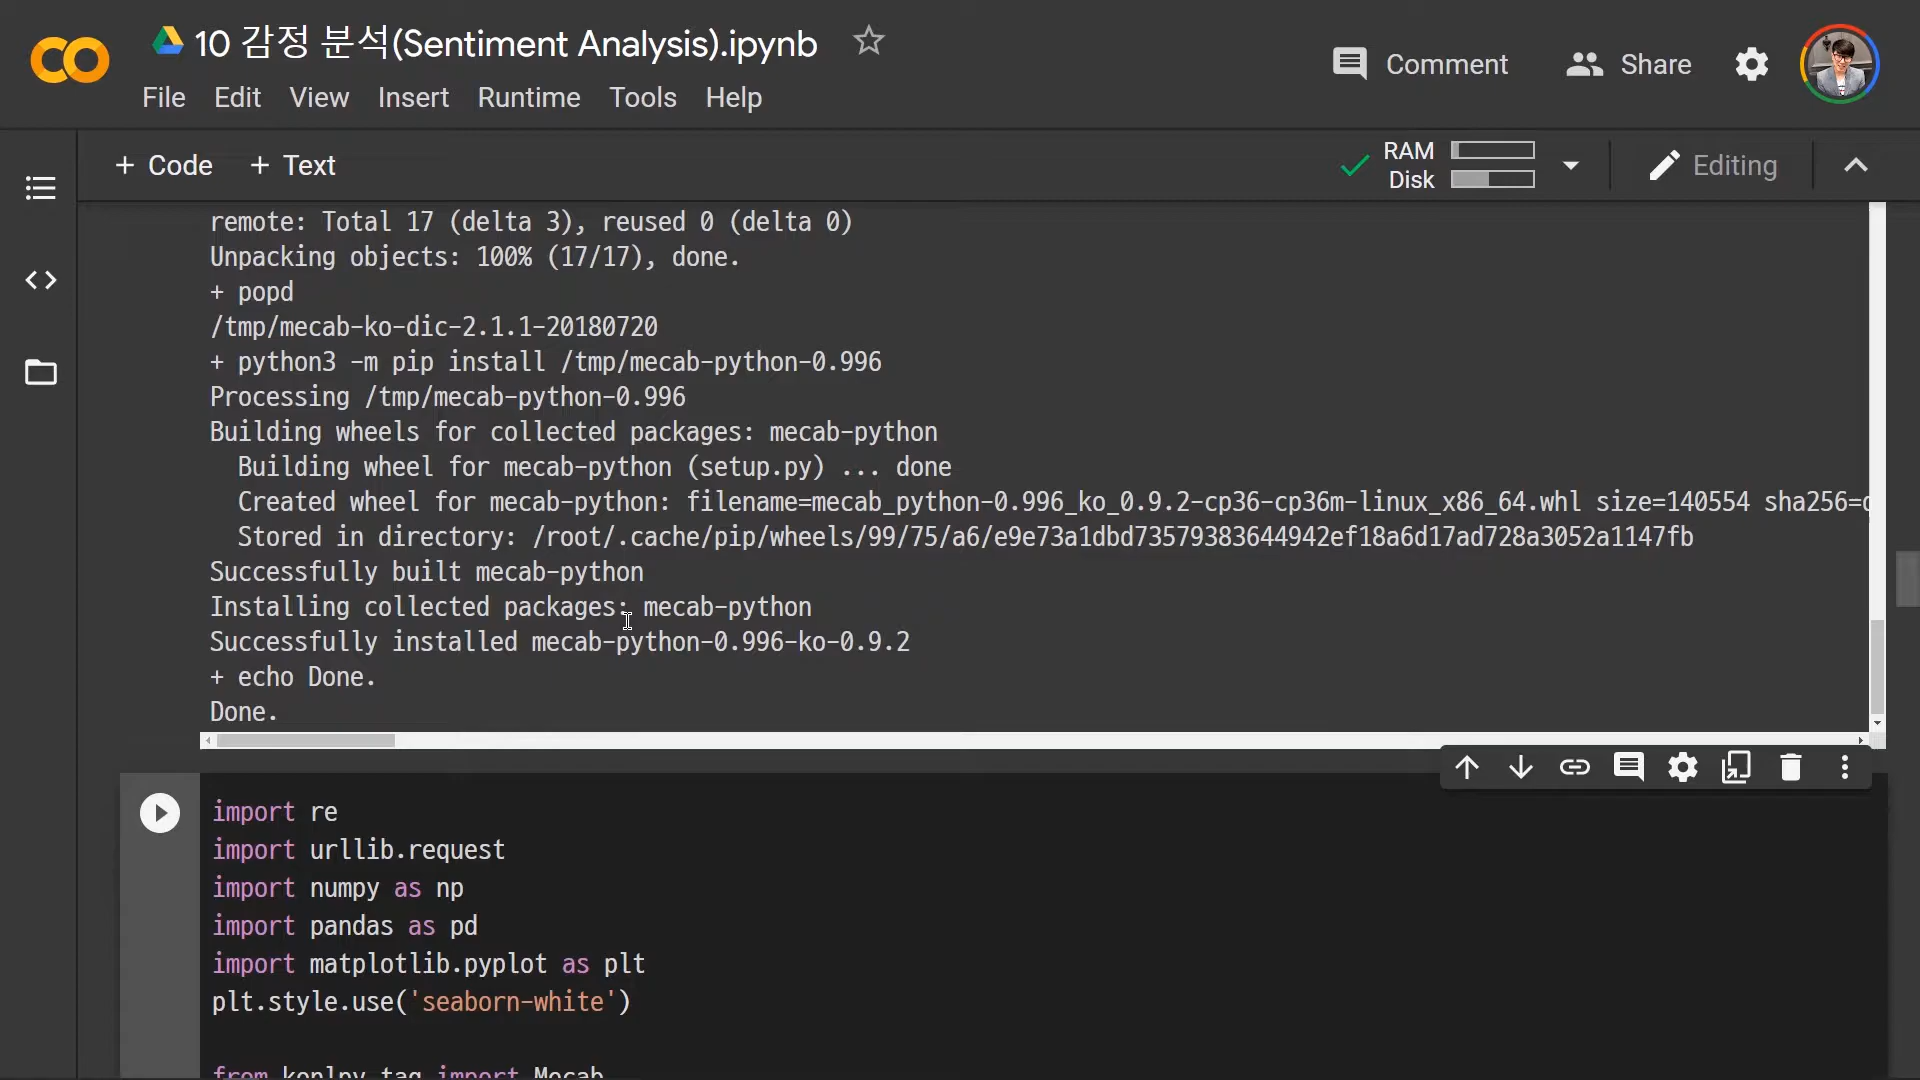 10 감정 분석(Sentiment Analysis).ipynb
File Edit View Insert Runtime Tools Help
Comment Share
+ Code + Text
RAM
Disk
Editing
remote: Total 17 (delta 3), reused 0 (delta 0)
Unpacking objects: 100% (17/17), done.
+ popd
/tmp/mecab-ko-dic-2.1.1-20180720
+ python3 -m pip install /tmp/mecab-python-0.996
Processing /tmp/mecab-python-0.996
Building wheels for collected packages: mecab-python
Building wheel for mecab-python (setup.py) ... done
Created wheel for mecab-python: filename=mecab_python-0.996_ko_0.9.2-cp36-cp36m-linux_x86_64.whl size=140554 sha256=
Stored in directory: /root/.cache/pip/wheels/99/75/a6/e9e73a1dbd73579383644942ef18a6d17ad728a3052a1147fb
Successfully built mecab-python
Installing collected packages: mecab-python
Successfully installed mecab-python-0.996-ko-0.9.2
+ echo Done.
Done.
import re
import urllib.request
import numpy as np
import pandas as pd
import matplotlib.pyplot as plt
plt.style.use('seaborn-white')
from konlpy.tag import Mecab